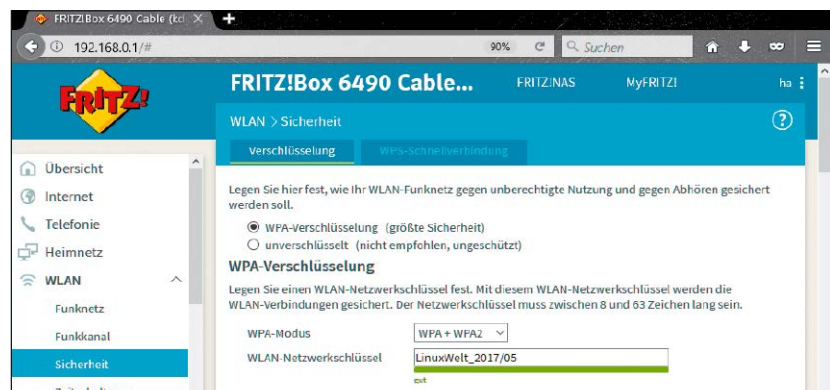 FRITZ!Box 6490 Cable (kd
192.168.0.1/#
90%
Suchen
FRITZ!
FRITZ!Box 6490 Cable...
FRITZ!NAS
MyFRITZ!
ha
WLAN > Sicherheit
?
Verschlüsselung
WPS-Schnellverbindung
Übersicht
Internet
Telefonie
Heimnetz
WLAN
Funknetz
Funkkanal
Sicherheit
Legen Sie hier fest, wie Ihr WLAN-Funknetz gegen unberechtigte Nutzung und gegen Abhören gesichert
werden soll.
WPA-Verschlüsselung (größte Sicherheit)
unverschlüsselt (nicht empfohlen, ungeschützt)
WPA-Verschlüsselung
Legen Sie einen WLAN-Netzwerkschlüssel fest. Mit diesem WLAN-Netzwerkschlüssel werden die
WLAN-Verbindungen gesichert. Der Netzwerkschlüssel muss zwischen 8 und 63 Zeichen lang sein.
WPA-Modus
WPA + WPA2
WLAN-Netzwerkschlüssel
LinuxWelt_2017/05